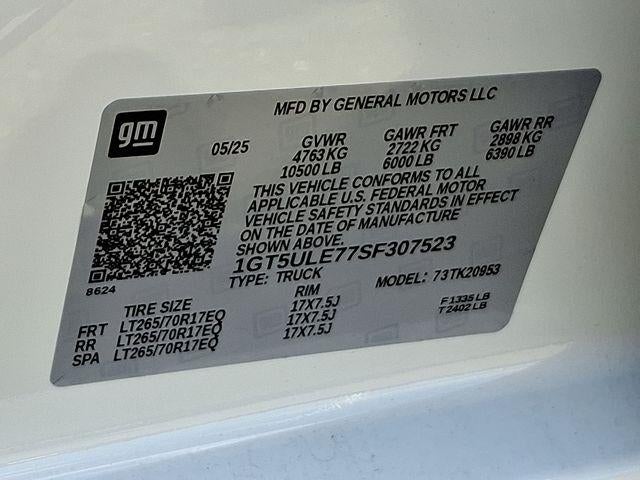 gm
MFD BY GENERAL MOTORS LLC
05/25
GVWR GAWR FRT GAWR RR
4763 KG 2722 KG 2898 KG
10500 LB 6000 LB 6390 LB
THIS VEHICLE CONFORMS TO ALL
APPLICABLE U.S. FEDERAL MOTOR
VEHICLE SAFETY STANDARDS IN EFFECT
ON THE DATE OF MANUFACTURE
SHOWN ABOVE.
1GT5ULE77SF307523
8624
TYPE: TRUCK MODEL: 73TK20953
TIRE SIZE RIM
FRT LT265/70R17EQ 17X7.5J F1335 LB
RR LT265/70R17EQ 17X7.5J T2402 LB
SPA LT265/70R17EQ 17X7.5J